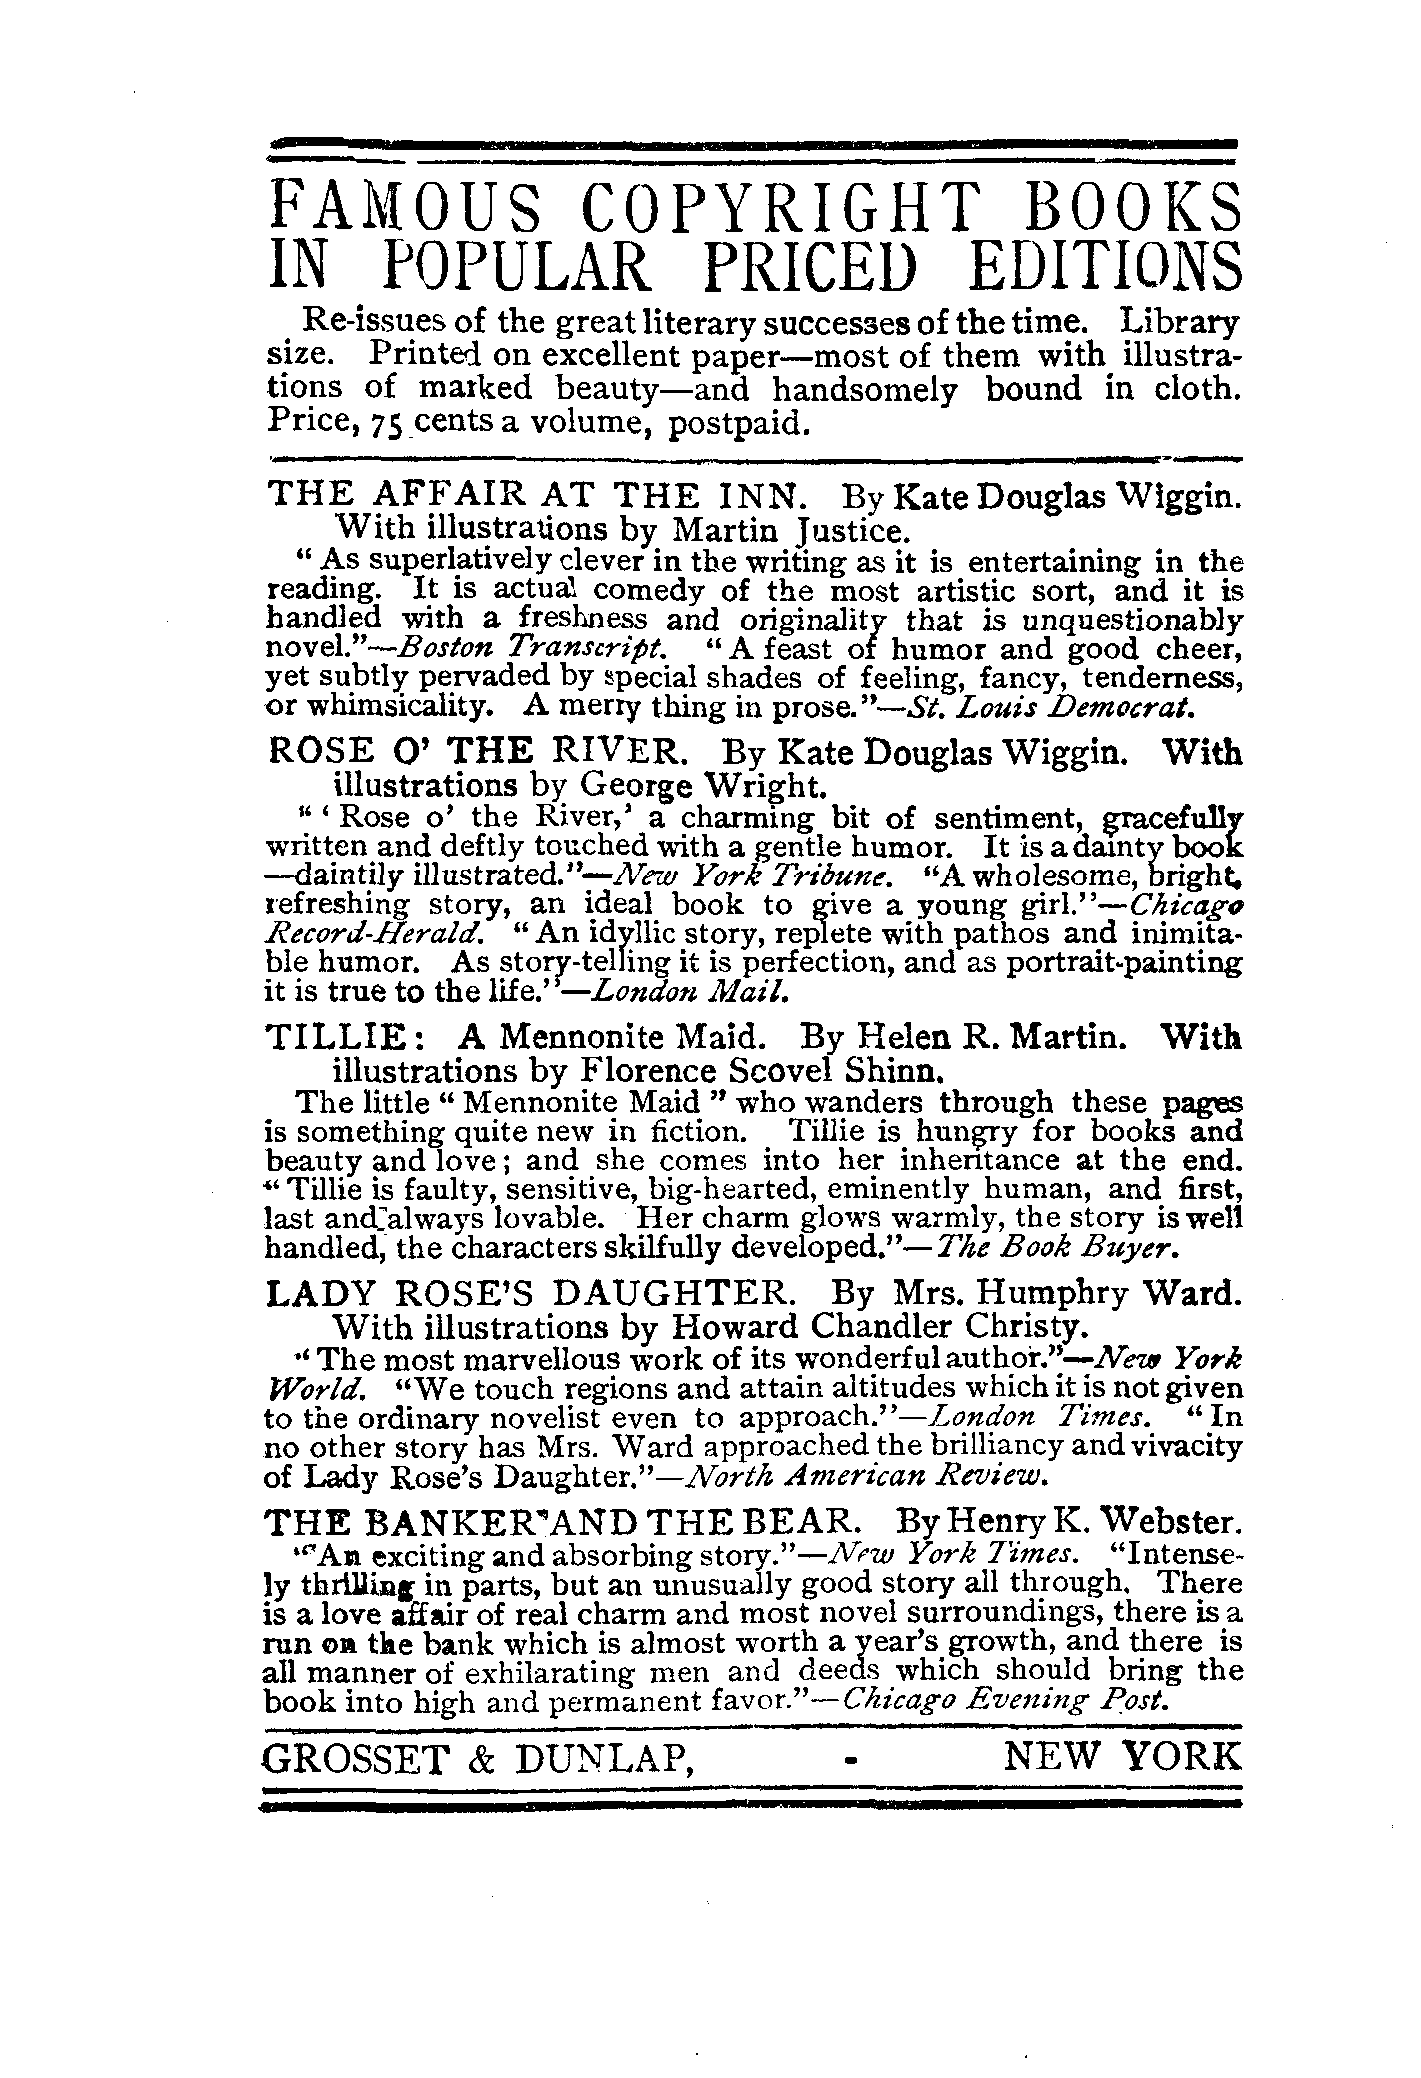 FAMOUS COPYRIGHT BOOKS
IN POPULAR PRICED EDITIONS
Re-issues of the great literary successes of the time. Library
size. Printed on excellent paper—most of them with illustra-
tions of marked beauty—and handsomely bound in cloth.
Price, 75 cents a volume, postpaid.
THE AFFAIR AT THE INN. By Kate Douglas Wiggin.
With illustrations by Martin Justice.
“ As superlatively clever in the writing as it is entertaining in the
reading. It is actual comedy of the most artistic sort, and it is
handled with a freshness and originality that is unquestionably
novel.”—Boston Transcript. “ A feast of humor and good cheer,
yet subtly pervaded by special shades of feeling, fancy, tenderness,
or whimsicality. A merry thing in prose.”—St. Louis Democrat.
ROSE O’ THE RIVER. By Kate Douglas Wiggin. With
illustrations by George Wright.
“ ‘ Rose o’ the River,’ a charming bit of sentiment, gracefully
written and deftly touched with a gentle humor. It is a dainty book
—daintily illustrated.”—New York Tribune. “A wholesome, bright,
refreshing story, an ideal book to give a young girl.”—Chicago
Record-Herald. “ An idyllic story, replete with pathos and inimita-
ble humor. As story-telling it is perfection, and as portrait-painting
it is true to the life.”—London Mail.
TILLIE: A Mennonite Maid. By Helen R. Martin. With
illustrations by Florence Scovel Shinn.
The little “ Mennonite Maid ” who wanders through these pages
is something quite new in fiction. Tillie is hungry for books and
beauty and love; and she comes into her inheritance at the end.
“ Tillie is faulty, sensitive, big-hearted, eminently human, and first,
last and always lovable. Her charm glows warmly, the story is well
handled, the characters skilfully developed.”—The Book Buyer.
LADY ROSE’S DAUGHTER. By Mrs. Humphry Ward.
With illustrations by Howard Chandler Christy.
“ The most marvellous work of its wonderful author.”—New York
World. “We touch regions and attain altitudes which it is not given
to the ordinary novelist even to approach.”—London Times. “ In
no other story has Mrs. Ward approached the brilliancy and vivacity
of Lady Rose’s Daughter.”—North American Review.
THE BANKER AND THE BEAR. By Henry K. Webster.
“An exciting and absorbing story.”—New York Times. “Intense-
ly thrilling in parts, but an unusually good story all through. There
is a love affair of real charm and most novel surroundings, there is a
run on the bank which is almost worth a year’s growth, and there is
all manner of exhilarating men and deeds which should bring the
book into high and permanent favor.”—Chicago Evening Post.
GROSSET & DUNLAP, - NEW YORK